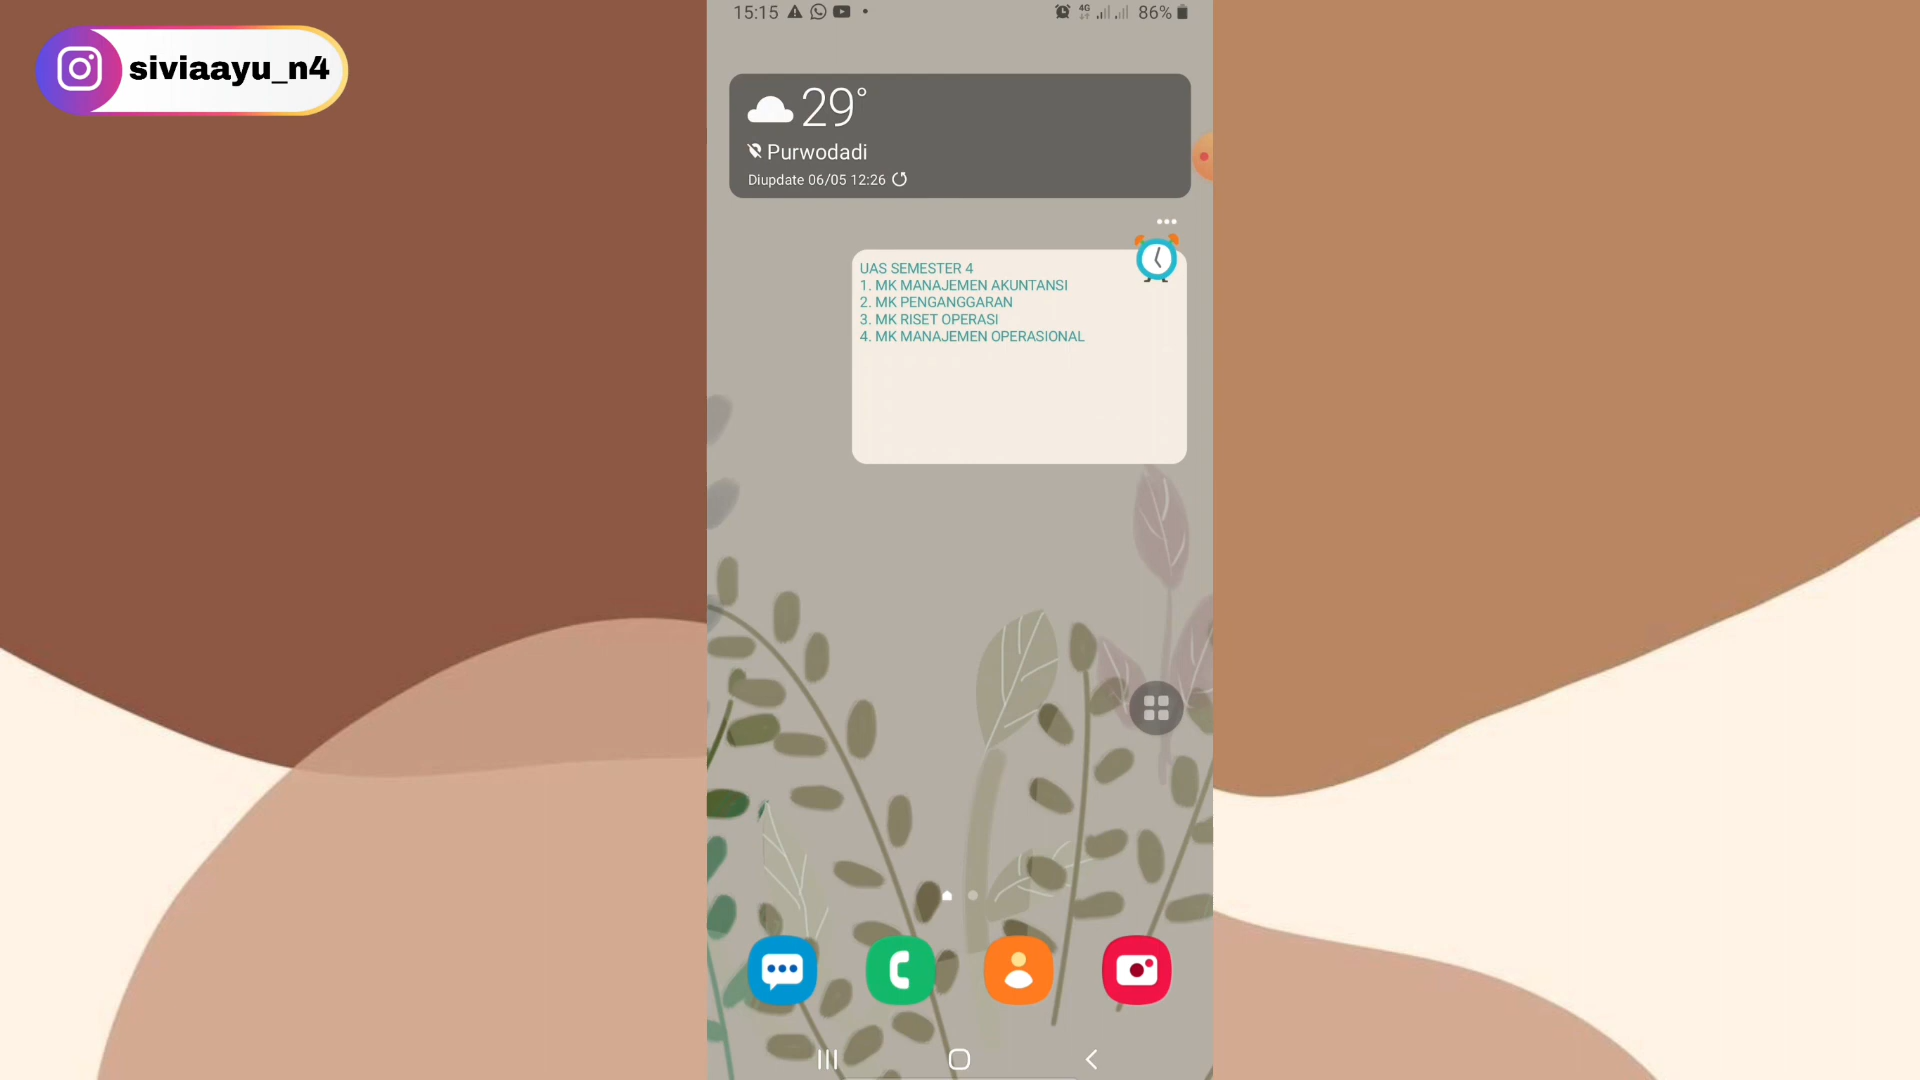 siviaayu_n4
15:15
4G
86%
29°
Purwodadi
Diupdate 06/05 12:26
UAS SEMESTER 4
1. MK MANAJEMEN AKUNTANSI
2. MK PENGANGGARAN
3. MK RISET OPERASI
4. MK MANAJEMEN OPERASIONAL